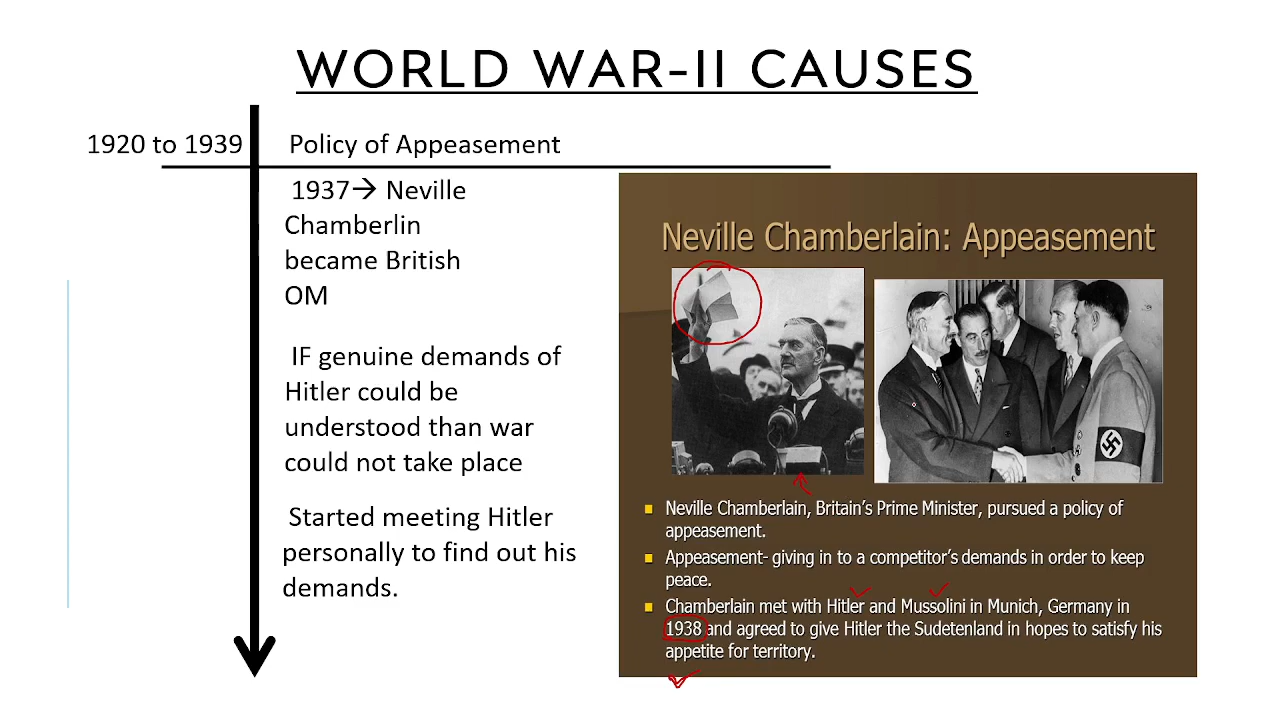 WORLD WAR-II CAUSES
1920 to 1939
Policy of Appeasement
1937→ Neville
Chamberlin
became British
OM
IF genuine demands of
Hitler could be
understood than war
could not take place
Started meeting Hitler
personally to find out his
demands.
Neville Chamberlain: Appeasement
Neville Chamberlain, Britain's Prime Minister, pursued a policy of
appeasement.
Appeasement- giving in to a competitor's demands in order to keep
peace.
Chamberlain met with Hitler and Mussolini in Munich, Germany in
1938 and agreed to give Hitler the Sudetenland in hopes to satisfy his
appetite for territory.